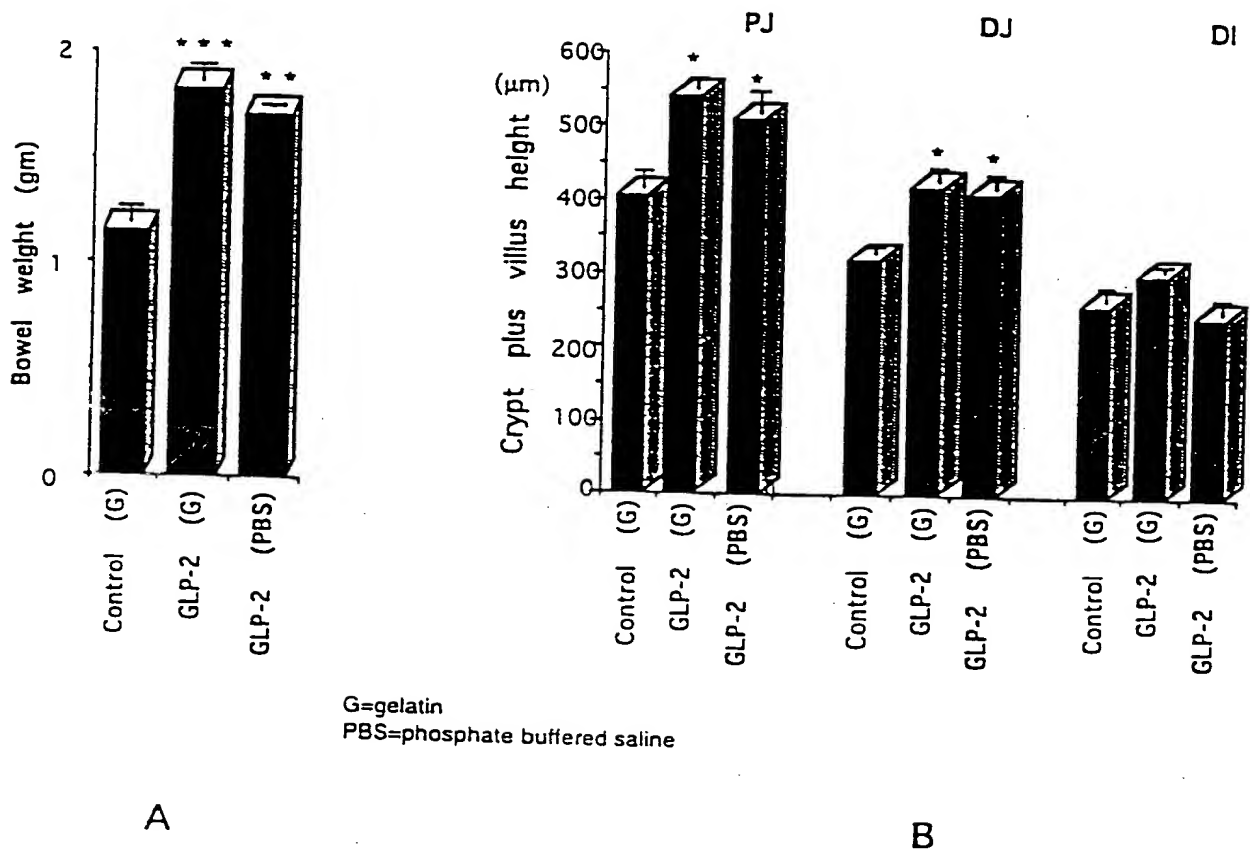 2
1
0
Bowel weight (gm)
* * *
* *
Control (G)
GLP-2 (G)
GLP-2 (PBS)
A
PJ
DJ
DI
600
500
400
300
200
100
0
Crypt plus villus height (μm)
*
*
*
*
Control (G)
GLP-2 (G)
GLP-2 (PBS)
Control (G)
GLP-2 (G)
GLP-2 (PBS)
Control (G)
GLP-2 (G)
GLP-2 (PBS)
G=gelatin
PBS=phosphate buffered saline
B